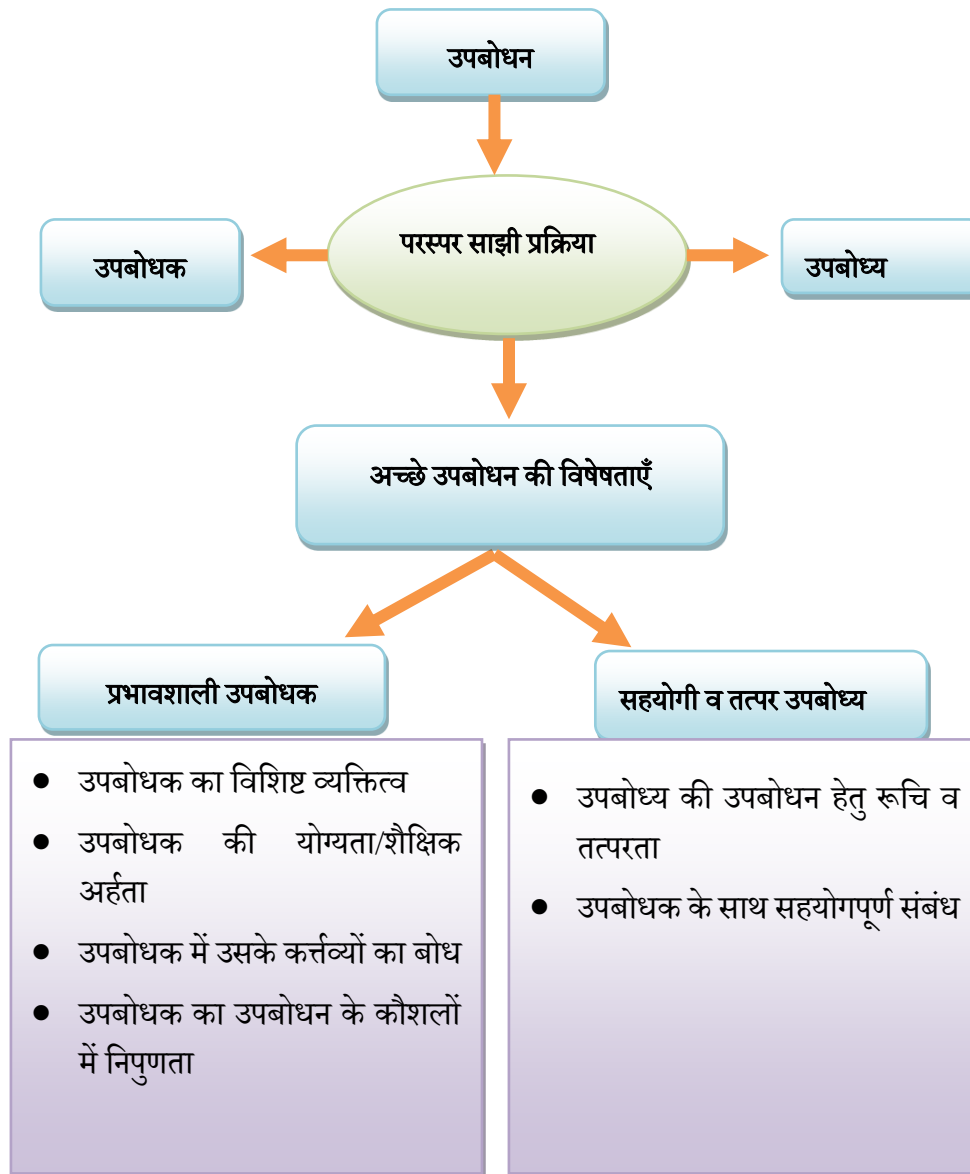 उपबोधन
परस्पर साझी प्रक्रिया
उपबोधक
उपबोध्य
अच्छे उपबोधन की विषेषताएँ
प्रभावशाली उपबोधक
सहयोगी व तत्पर उपबोध्य
● उपबोधक का विशिष्ट व्यक्तित्व
● उपबोधक की योग्यता/शैक्षिक
अर्हता
● उपबोधक में उसके कर्त्तव्यों का बोध
● उपबोधक का उपबोधन के कौशलों
में निपुणता
● उपबोध्य की उपबोधन हेतु रूचि व
तत्परता
● उपबोधक के साथ सहयोगपूर्ण संबंध